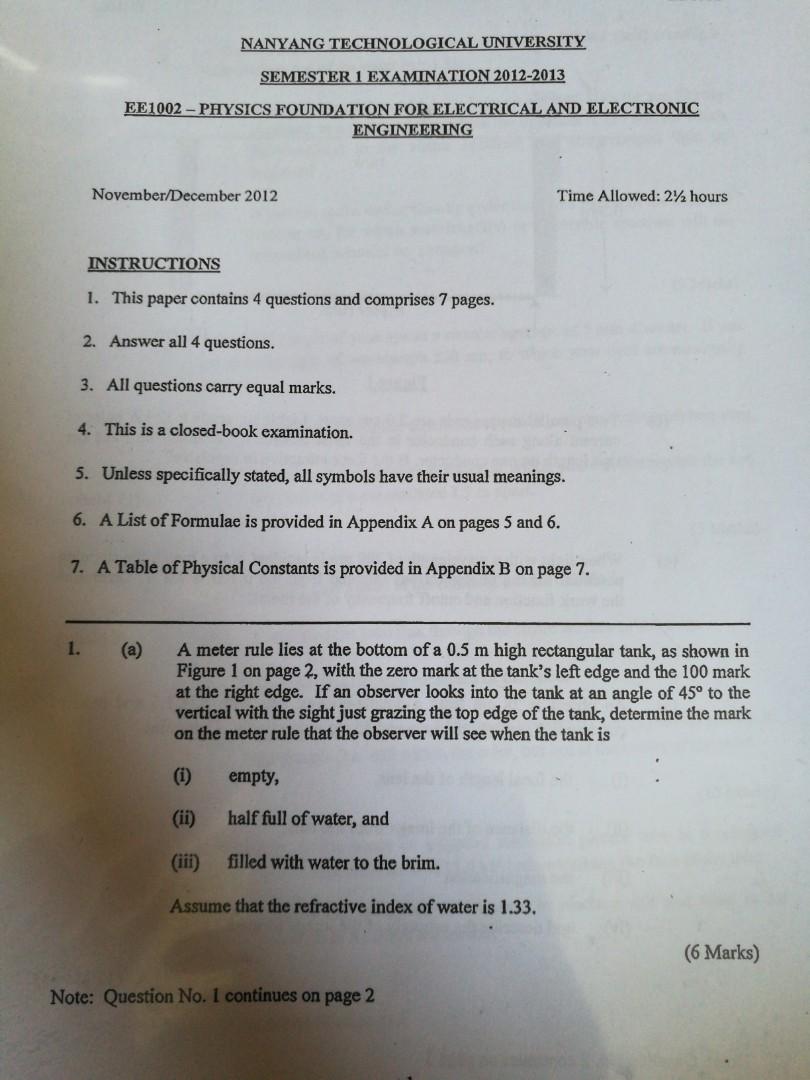 NANYANG TECHNOLOGICAL UNIVERSITY
SEMESTER 1 EXAMINATION 2012-2013
EE1002 – PHYSICS FOUNDATION FOR ELECTRICAL AND ELECTRONIC
ENGINEERING
November/December 2012 Time Allowed: 2½ hours
INSTRUCTIONS
1. This paper contains 4 questions and comprises 7 pages.
2. Answer all 4 questions.
3. All questions carry equal marks.
4. This is a closed-book examination.
5. Unless specifically stated, all symbols have their usual meanings.
6. A List of Formulae is provided in Appendix A on pages 5 and 6.
7. A Table of Physical Constants is provided in Appendix B on page 7.
1. (a) A meter rule lies at the bottom of a 0.5 m high rectangular tank, as shown in
Figure 1 on page 2, with the zero mark at the tank's left edge and the 100 mark
at the right edge. If an observer looks into the tank at an angle of 45° to the
vertical with the sight just grazing the top edge of the tank, determine the mark
on the meter rule that the observer will see when the tank is
(i) empty,
(ii) half full of water, and
(iii) filled with water to the brim.
Assume that the refractive index of water is 1.33.
(6 Marks)
Note: Question No. 1 continues on page 2